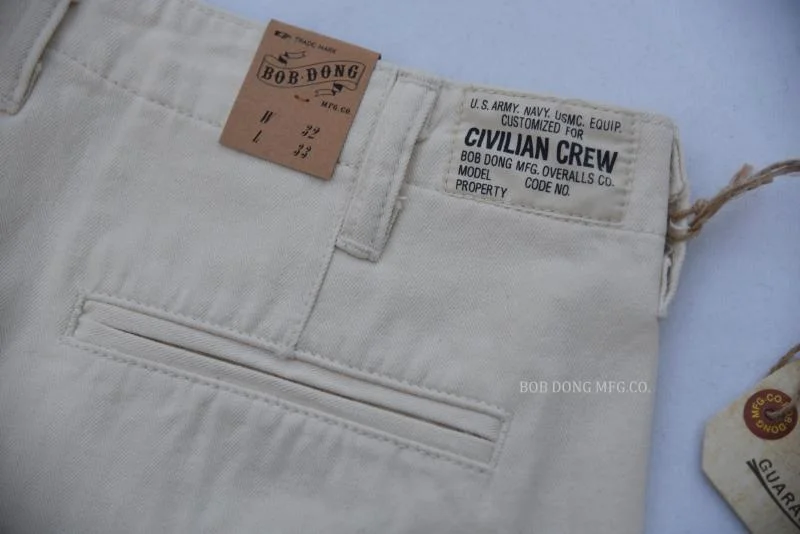 TRADE MARK
BOB·DONG
MFG.CO.
W 32
L 33
U.S. ARMY. NAVY. USMC. EQUIP.
CUSTOMIZED FOR
CIVILIAN CREW
BOB DONG MFG. OVERALLS CO.
MODEL CODE NO.
PROPERTY
BOB DONG MFG.CO.
MFG.CO.
BOB DONG
GUARA